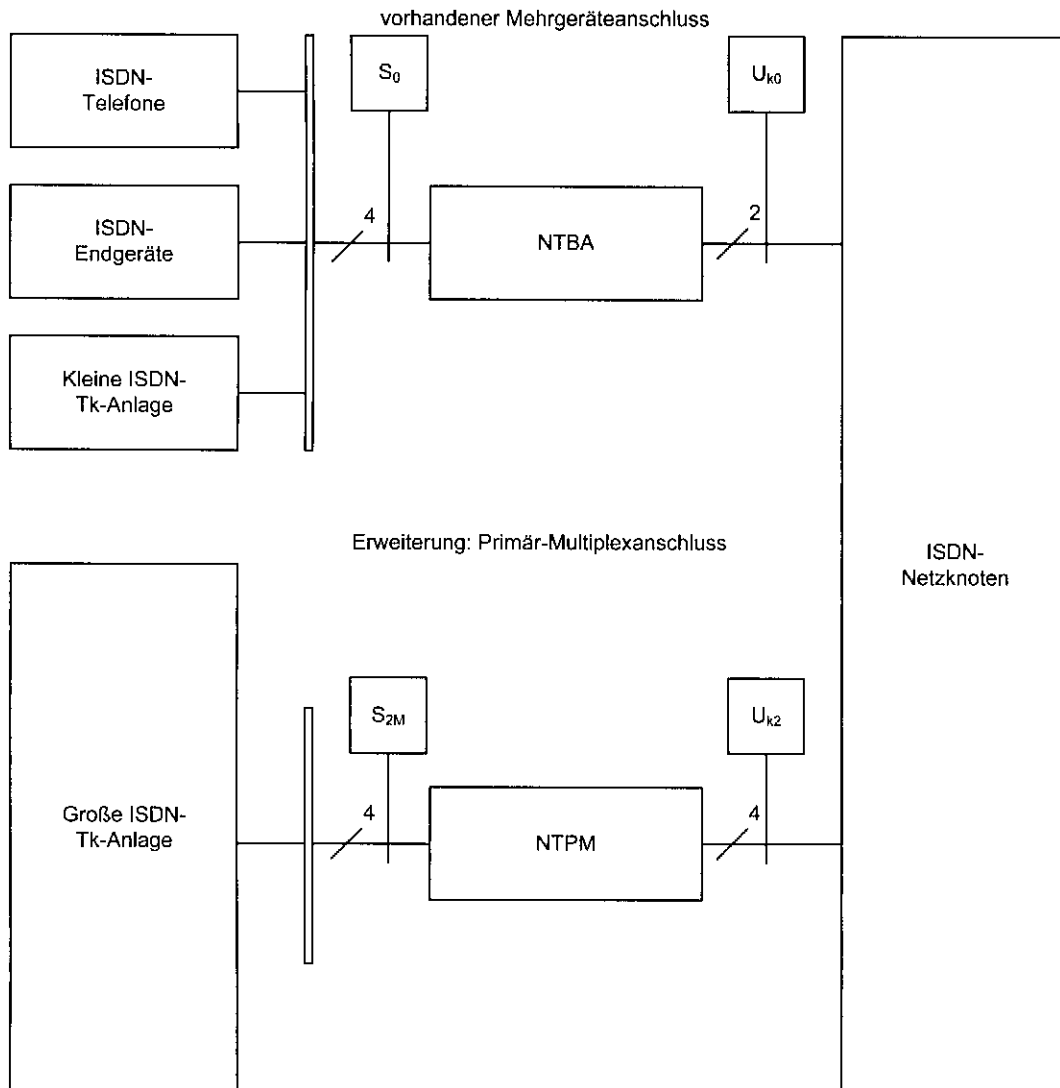 vorhandener Mehrgeräteanschluss
ISDN-
Telefone
S0
Uk0
ISDN-
Endgeräte
4
NTBA
2
Kleine ISDN-
Tk-Anlage
Erweiterung: Primär-Multiplexanschluss
ISDN-
Netzknoten
S2M
Uk2
Große ISDN-
Tk-Anlage
4
NTPM
4